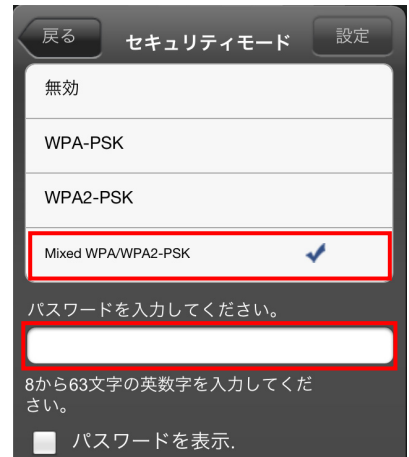 戻る
セキュリティモード
設定
無効
WPA-PSK
WPA2-PSK
Mixed WPA/WPA2-PSK
パスワードを入力してください。
8から63文字の英数字を入力してくだ
さい。
パスワードを表示.